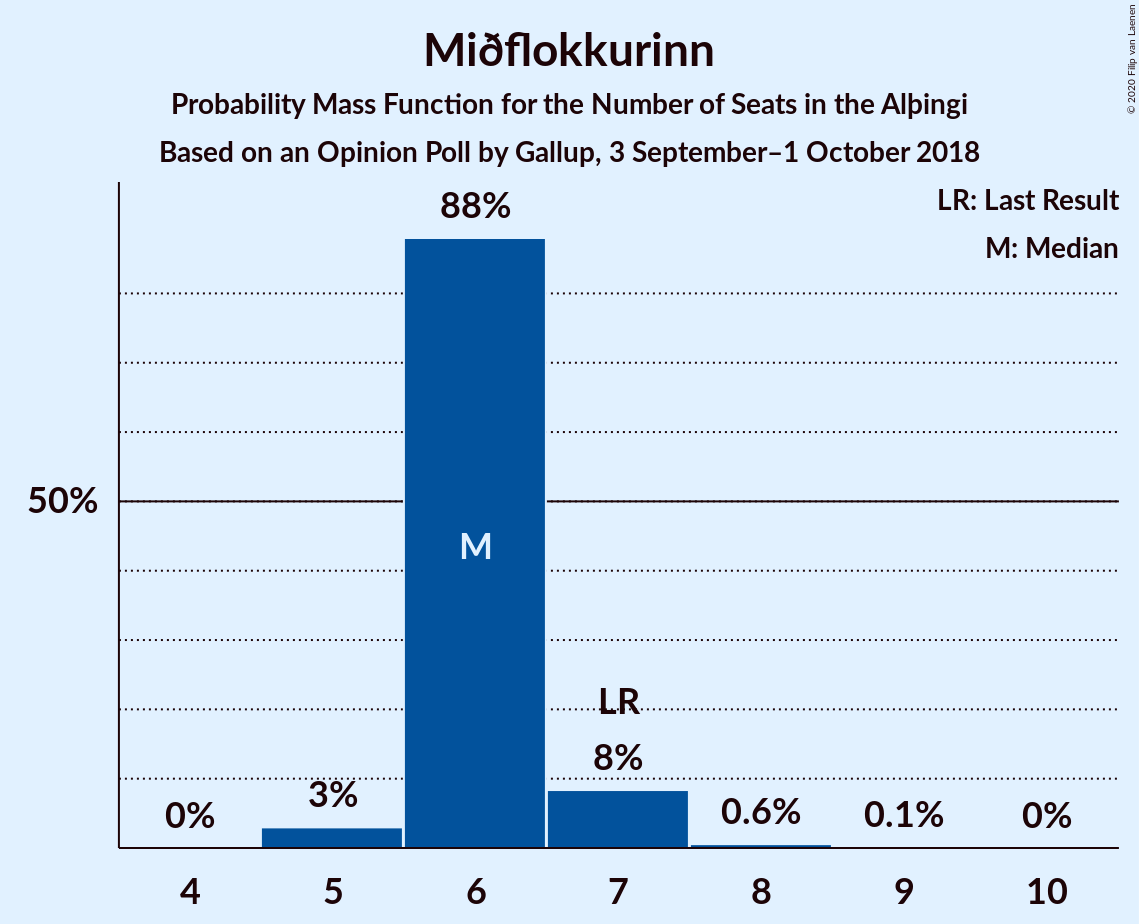 Miðflokkurinn
Probability Mass Function for the Number of Seats in the Alþingi
Based on an Opinion Poll by Gallup, 3 September–1 October 2018
© 2020 Filip van Laenen
LR: Last Result
M: Median
88%
50%
M
LR
8%
3%
0%
0.6%
0.1%
0%
4 5 6 7 8 9 10